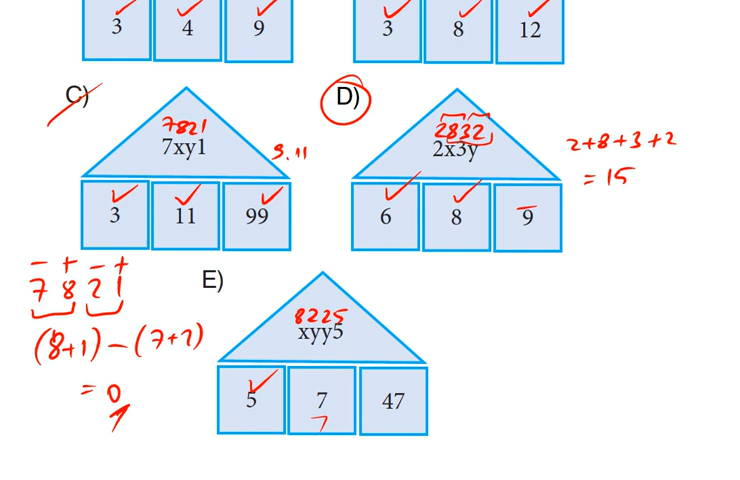 3 4 9 3 8 12
C) D)
7821 2832
7xy1 9.11 2x3y 2+8+3+2
= 15
3 11 99 6 8 9
- + - +
7 8 2 1 E)
8225
(8+1)-(7+2) xyy5
= 0
5 7 47
7